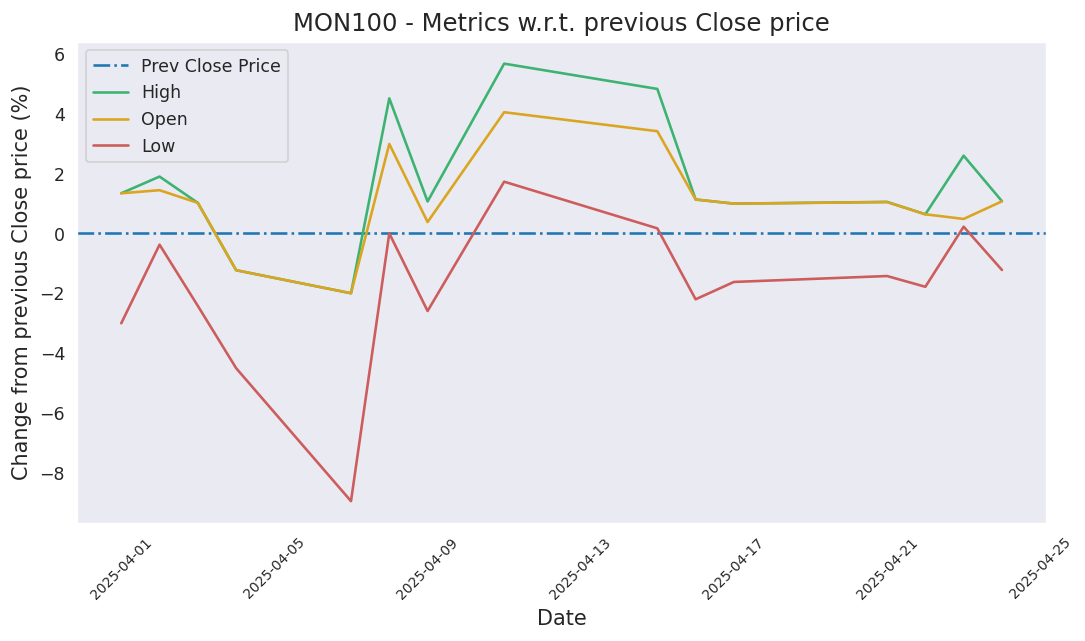 MON100 - Metrics w.r.t. previous Close price
Change from previous Close price (%)
6
4
2
0
−2
−4
−6
−8
Prev Close Price
High
Open
Low
2025-04-01
2025-04-05
2025-04-09
2025-04-13
2025-04-17
2025-04-21
2025-04-25
Date